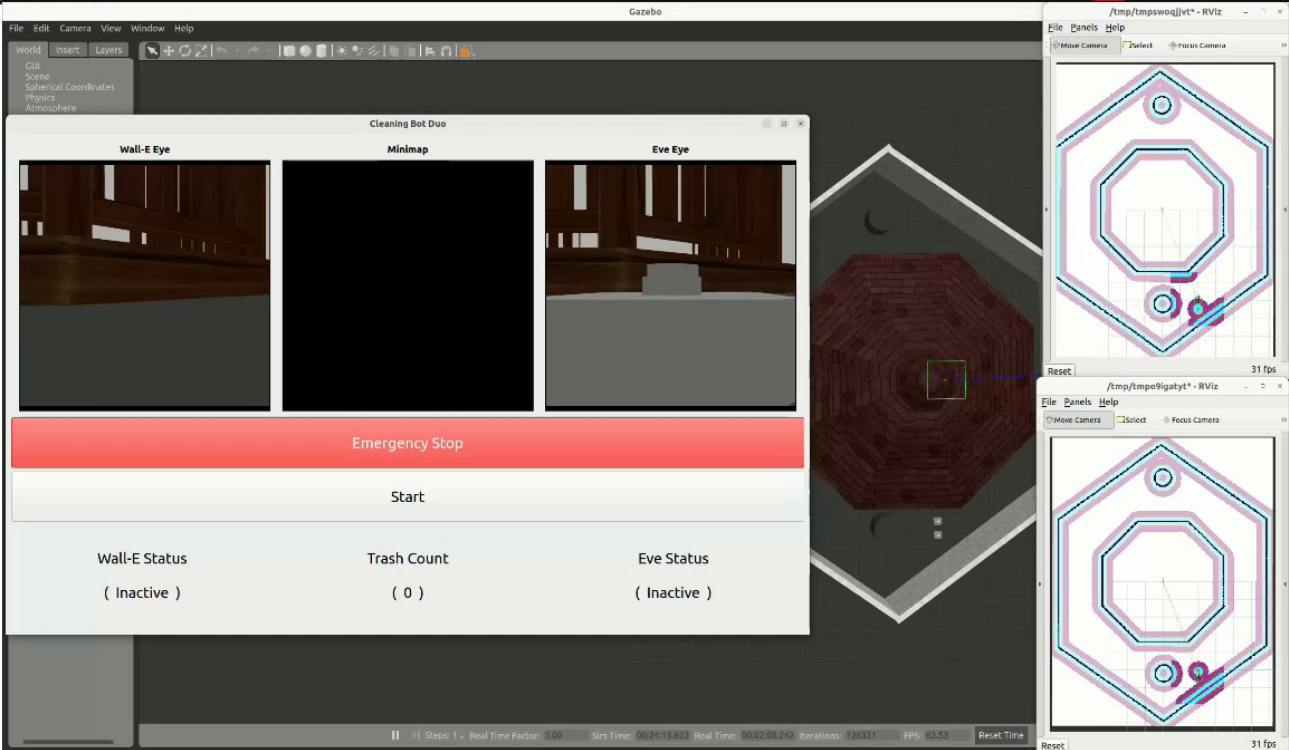 Gazebo
File Edit Camera View Window Help
World Insert Layers
GUI
Scene
Spherical Coordinates
Physics
Atmosphere
Cleaning Bot Duo
Wall-E Eye Minimap Eve Eye
Emergency Stop
Start
Wall-E Status Trash Count Eve Status
( Inactive ) ( 0 ) ( Inactive )
Steps: 1 Real Time Factor: 1.00 Sim Time: 00:24:13.622 Real Time: 00:02:08.242 Iterations: 126321 FPS: 62.53 Reset Time
/tmp/tmpswoqjjvt* - RViz
File Panels Help
Move Camera Select Focus Camera
Reset 31 fps
/tmp/tmpo9igatyt* - RViz
File Panels Help
Move Camera Select Focus Camera
Reset 31 fps